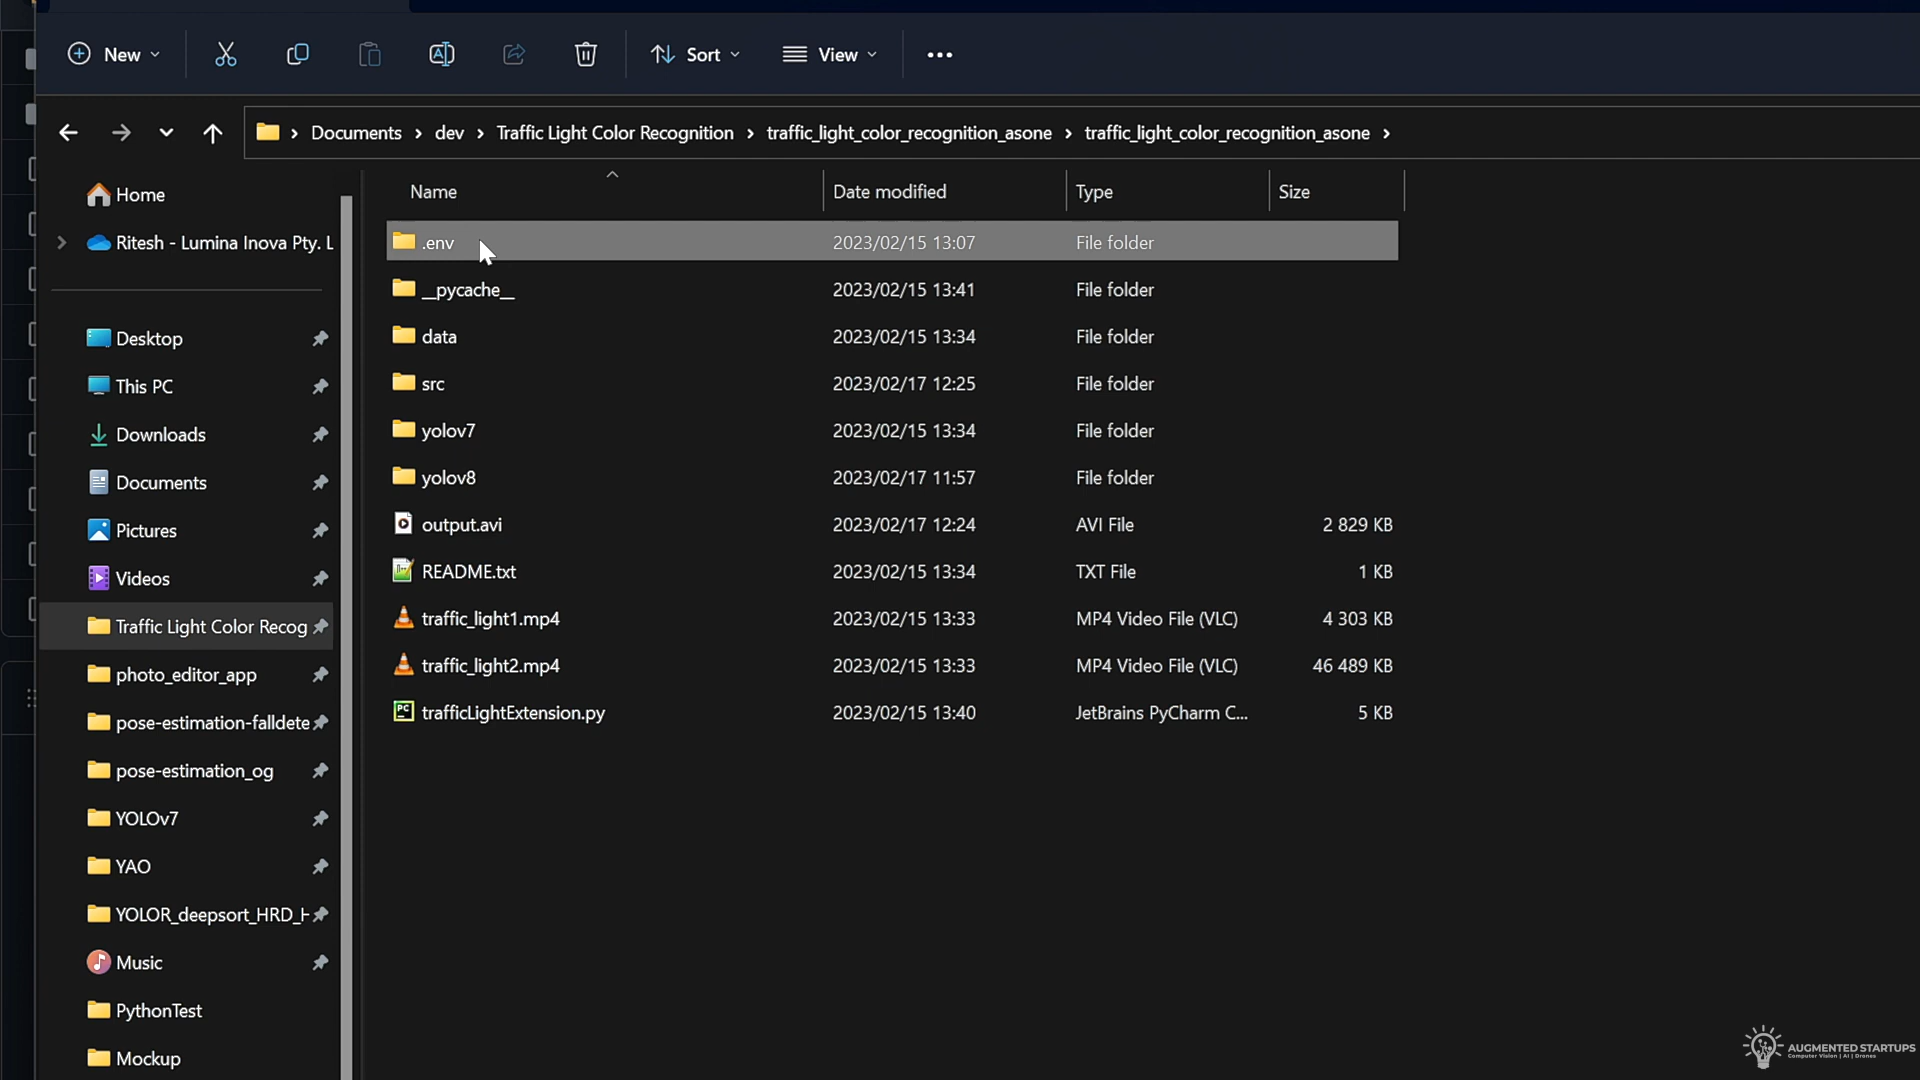 New
Sort
View
Documents › dev › Traffic Light Color Recognition › traffic_light_color_recognition_asone › traffic_light_color_recognition_asone ›
Home
Ritesh - Lumina Inova Pty. L
Desktop
This PC
Downloads
Documents
Pictures
Videos
Traffic Light Color Recog
photo_editor_app
pose-estimation-falldete
pose-estimation_og
YOLOv7
YAO
YOLOR_deepsort_HRD_H
Music
PythonTest
Mockup
Name Date modified Type Size
.env 2023/02/15 13:07 File folder
__pycache__ 2023/02/15 13:41 File folder
data 2023/02/15 13:34 File folder
src 2023/02/17 12:25 File folder
yolov7 2023/02/15 13:34 File folder
yolov8 2023/02/17 11:57 File folder
output.avi 2023/02/17 12:24 AVI File 2 829 KB
README.txt 2023/02/15 13:34 TXT File 1 KB
traffic_light1.mp4 2023/02/15 13:33 MP4 Video File (VLC) 4 303 KB
traffic_light2.mp4 2023/02/15 13:33 MP4 Video File (VLC) 46 489 KB
trafficLightExtension.py 2023/02/15 13:40 JetBrains PyCharm C... 5 KB
AUGMENTED STARTUPS
Computer Vision | AI | Drones